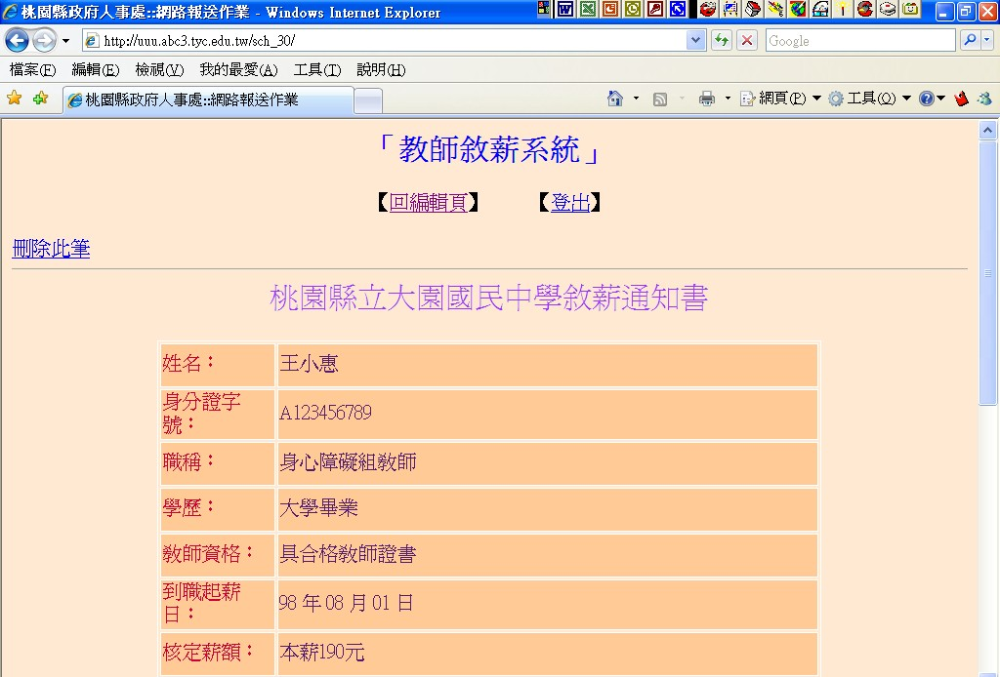 桃園縣政府人事處::網路報送作業 - Windows Internet Explorer
http://uuu.abc3.tyc.edu.tw/sch_30/
Google
檔案(F) 編輯(E) 檢視(V) 我的最愛(A) 工具(T) 說明(H)
桃園縣政府人事處::網路報送作業
網頁(P) 工具(O)
「教師敘薪系統」
【回編輯頁】 【登出】
刪除此筆
桃園縣立大園國民中學敘薪通知書
姓名： 王小惠
身分證字
號： A123456789
職稱： 身心障礙組教師
學歷： 大學畢業
教師資格： 具合格教師證書
到職起薪
日： 98 年 08 月 01 日
核定薪額： 本薪190元